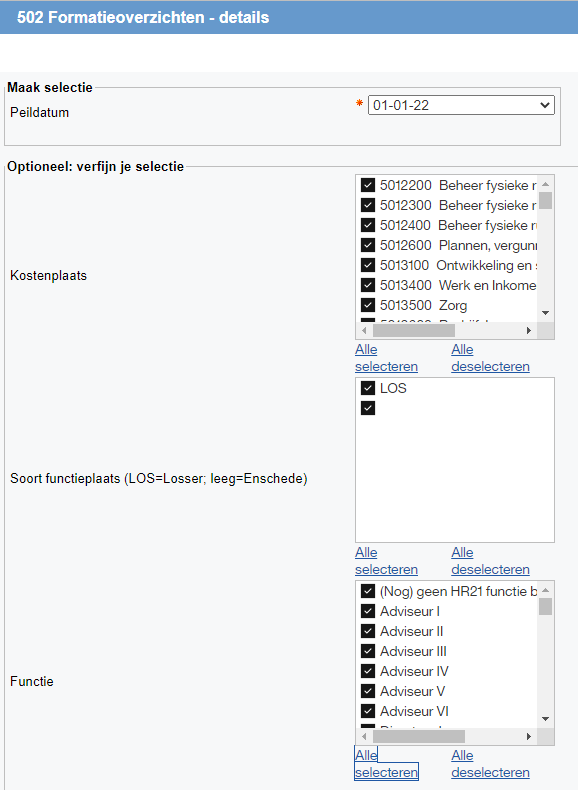 502 Formatieoverzichten - details
Maak selectie
Peildatum
* 01-01-22
Optioneel: verfijn je selectie
Kostenplaats
5012200 Beheer fysieke
5012300 Beheer fysieke
5012400 Beheer fysieke
5012600 Plannen,
5013100 Ontwikkeling en
5013400 Werk en
5013500 Zorg
Alle selecteren
Alle deselecteren
Soort functieplaats (LOS=Losser; leeg=Enschede)
LOS
Alle selecteren
Alle deselecteren
Functie
(Nog) geen HR21 functie
Adviseur I
Adviseur II
Adviseur III
Adviseur IV
Adviseur V
Adviseur VI
Alle selecteren
Alle deselecteren